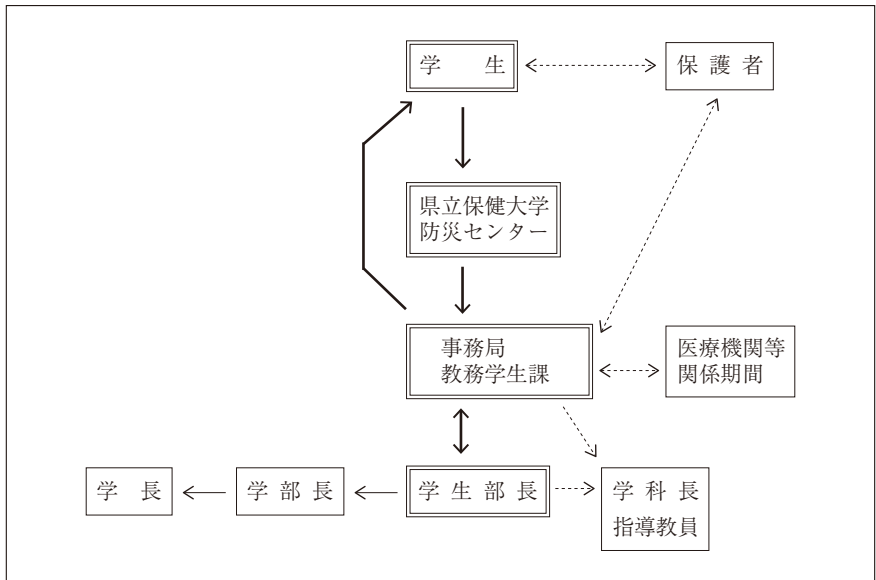 学　　生
保 護 者
県立保健大学
防災センター
事務局
教務学生課
医療機関等
関係期間
学　長
学 部 長
学 生 部 長
学 科 長
指導教員